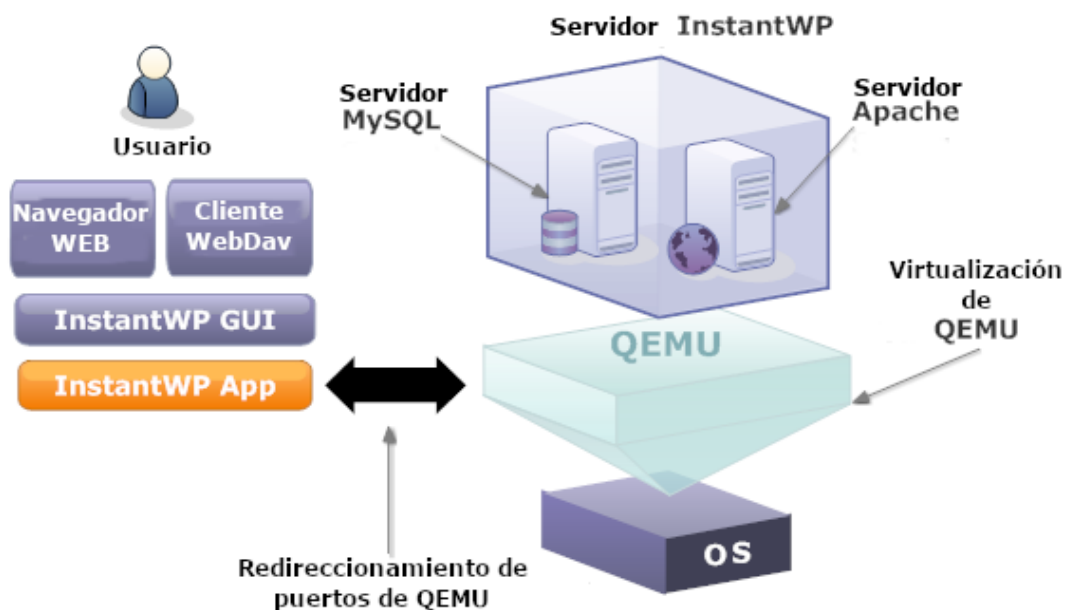 Servidor InstantWP
Servidor
MySQL
Servidor
Apache
Usuario
Navegador
WEB
Cliente
WebDav
InstantWP GUI
InstantWP App
QEMU
Virtualización
de
QEMU
OS
Redireccionamiento de
puertos de QEMU